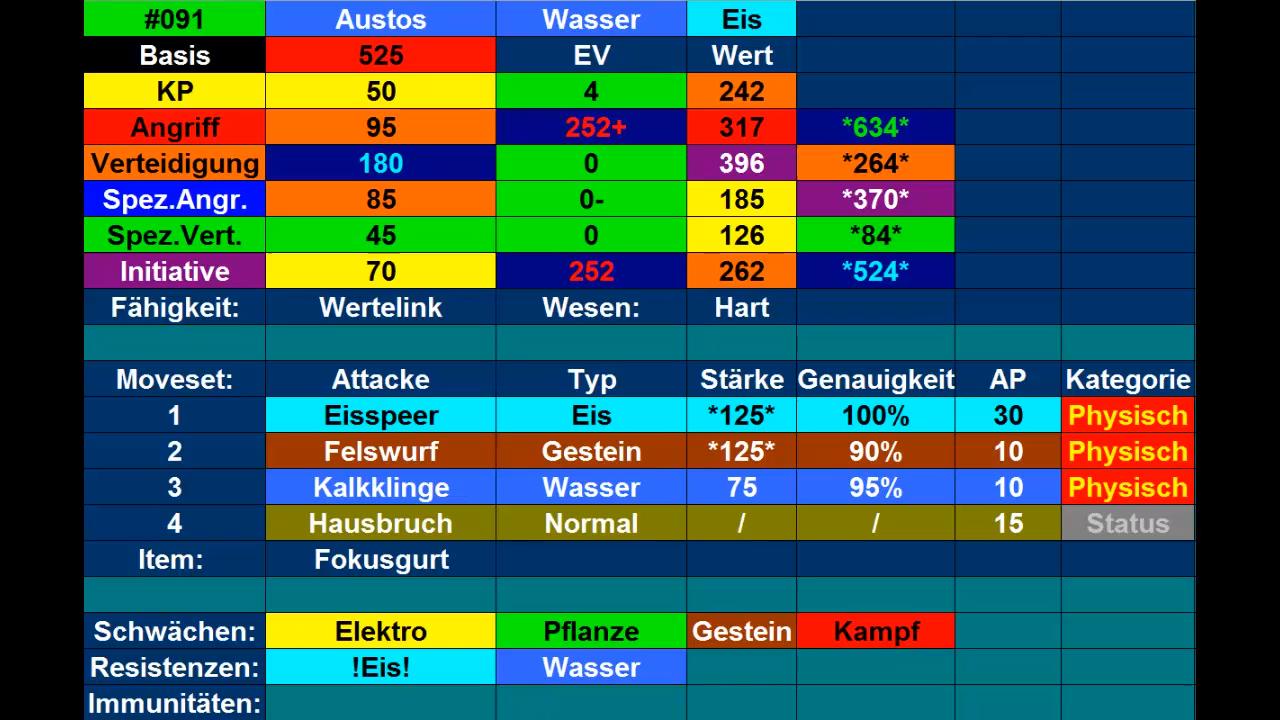 #091 Austos Wasser Eis
Basis 525 EV Wert
KP 50 4 242
Angriff 95 252+ 317 *634*
Verteidigung 180 0 396 *264*
Spez.Angr. 85 0- 185 *370*
Spez.Vert. 45 0 126 *84*
Initiative 70 252 262 *524*
Fähigkeit: Wertelink Wesen: Hart
Moveset: Attacke Typ Stärke Genauigkeit AP Kategorie
1 Eisspeer Eis *125* 100% 30 Physisch
2 Felswurf Gestein *125* 90% 10 Physisch
3 Kalkklinge Wasser 75 95% 10 Physisch
4 Hausbruch Normal / / 15 Status
Item: Fokusgurt
Schwächen: Elektro Pflanze Gestein Kampf
Resistenzen: !Eis! Wasser
Immunitäten: